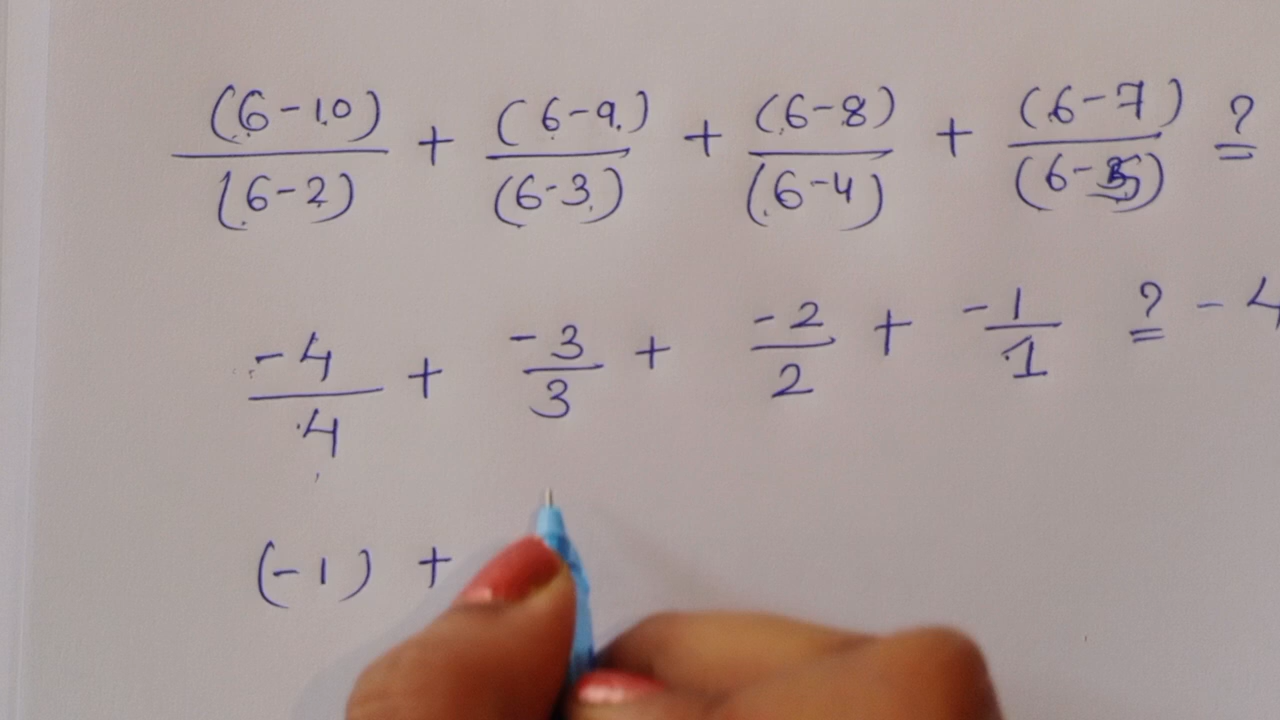 (6-10)/(6-2) + (6-9)/(6-3) + (6-8)/(6-4) + (6-7)/(6-5) ≟
-4/4 + -3/3 + -2/2 + -1/1 ≟ -4
(-1) +